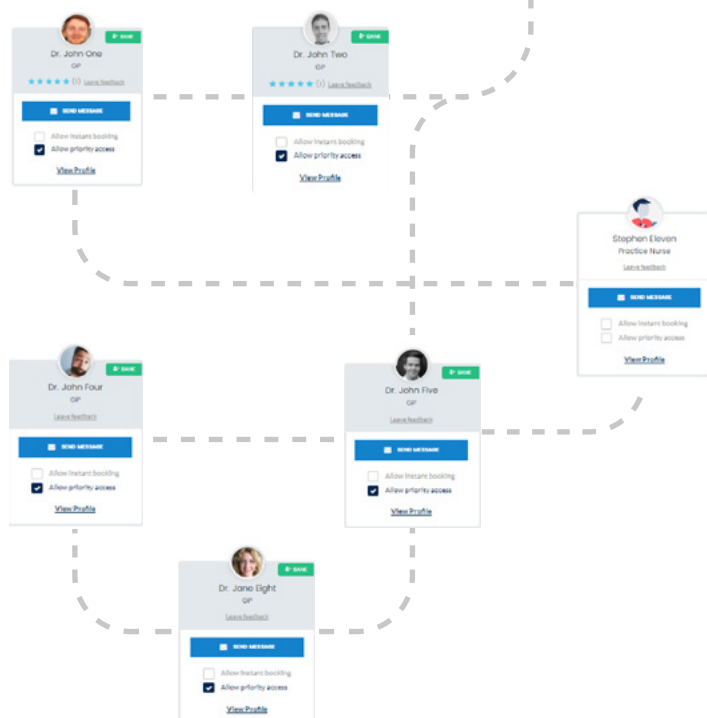 BANK
Dr. John One
GP
(1) Leave feedback
SEND MESSAGE
Allow instant booking
Allow priority access
View Profile
BANK
Dr. John Two
GP
(1) Leave feedback
SEND MESSAGE
Allow instant booking
Allow priority access
View Profile
Stephen Eleven
Practice Nurse
Leave feedback
SEND MESSAGE
Allow instant booking
Allow priority access
View Profile
BANK
Dr. John Four
GP
Leave feedback
SEND MESSAGE
Allow instant booking
Allow priority access
View Profile
BANK
Dr. John Five
GP
Leave feedback
SEND MESSAGE
Allow instant booking
Allow priority access
View Profile
BANK
Dr. Jane Eight
GP
Leave feedback
SEND MESSAGE
Allow instant booking
Allow priority access
View Profile